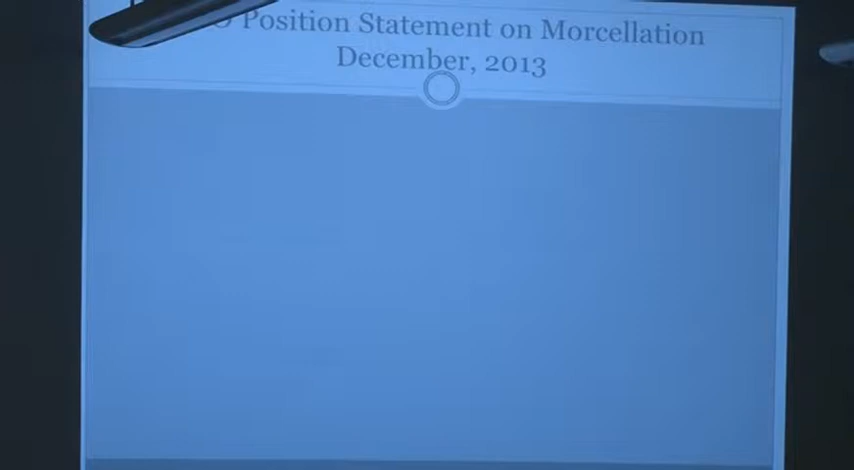 Position Statement on Morcellation
December, 2013